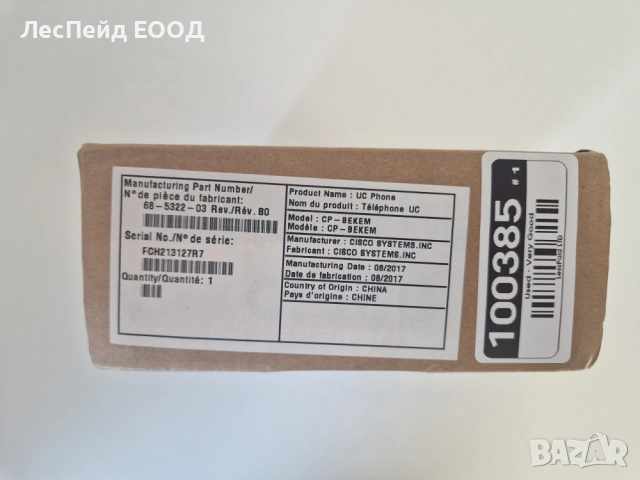 ЛесПейд ЕООД
Manufacturing Part Number/
N° de pièce du fabricant:
68-5322-03 Rev./Rév. B0
Serial No./N° de série:
FCH213127R7
Quantity/Quantité: 1
Product Name : UC Phone
Nom du produit : Téléphone UC
Model : CP-BEKEM
Modèle : CP-BEKEM
Manufacturer : CISCO SYSTEMS.INC
Fabricant : CISCO SYSTEMS.INC
Manufacturing Date : 08/2017
Date de fabrication : 08/2017
Country of Origin : CHINA
Pays d'origine : CHINE
100385 # 1
Used - Very Good
LessPaid LTD
BAZAR